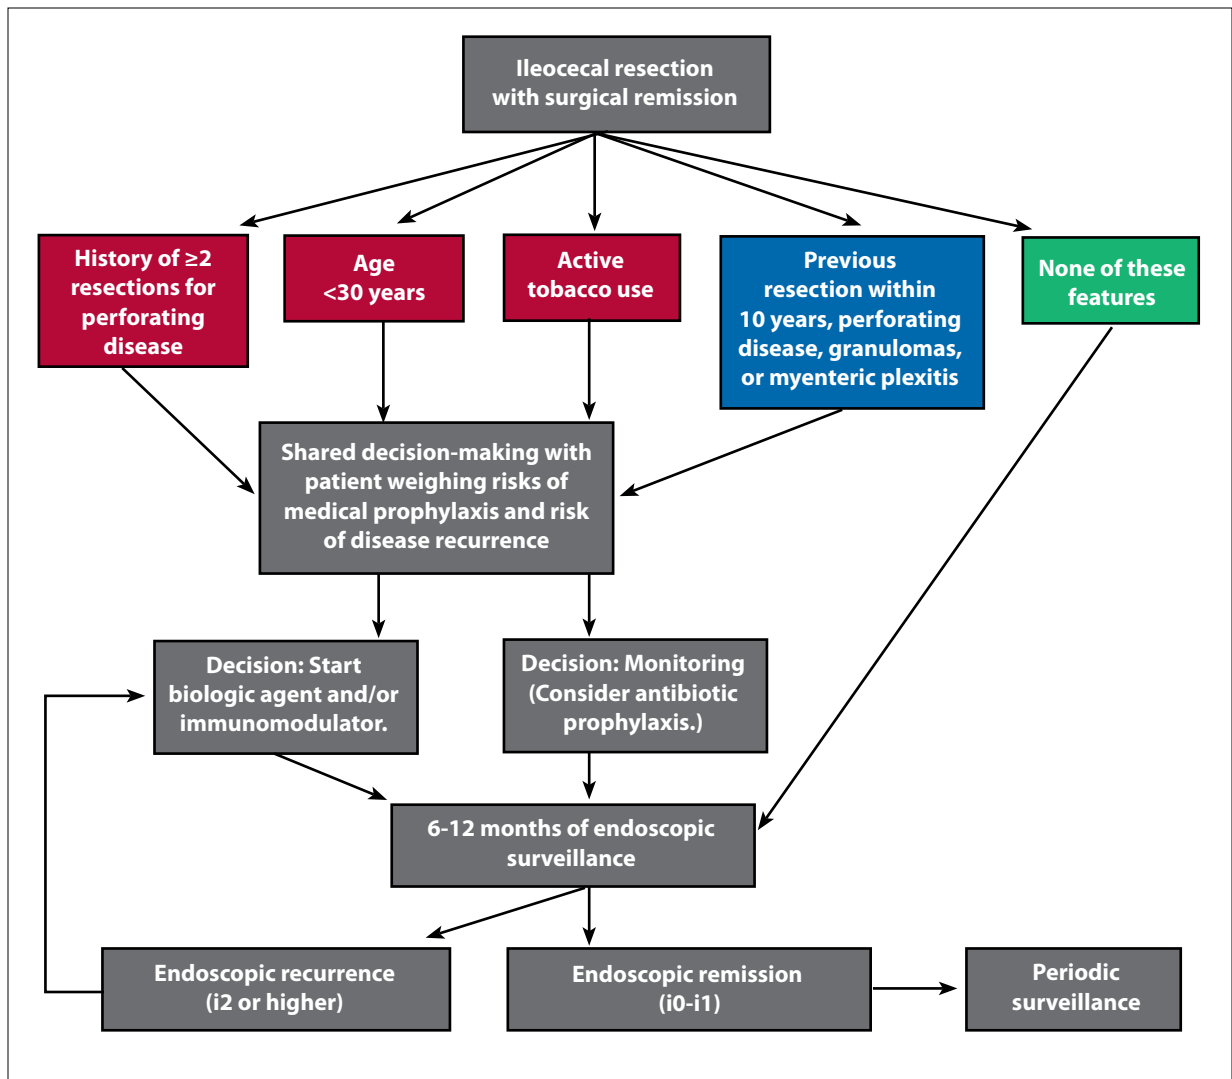 Ileocecal resection
with surgical remission
History of ≥2
resections for
perforating
disease
Age
<30 years
Active
tobacco use
Previous
resection within
10 years, perforating
disease, granulomas,
or myenteric plexitis
None of these
features
Shared decision-making with
patient weighing risks of
medical prophylaxis and risk
of disease recurrence
Decision: Start
biologic agent and/or
immunomodulator.
Decision: Monitoring
(Consider antibiotic
prophylaxis.)
6-12 months of endoscopic
surveillance
Endoscopic recurrence
(i2 or higher)
Endoscopic remission
(i0-i1)
Periodic
surveillance